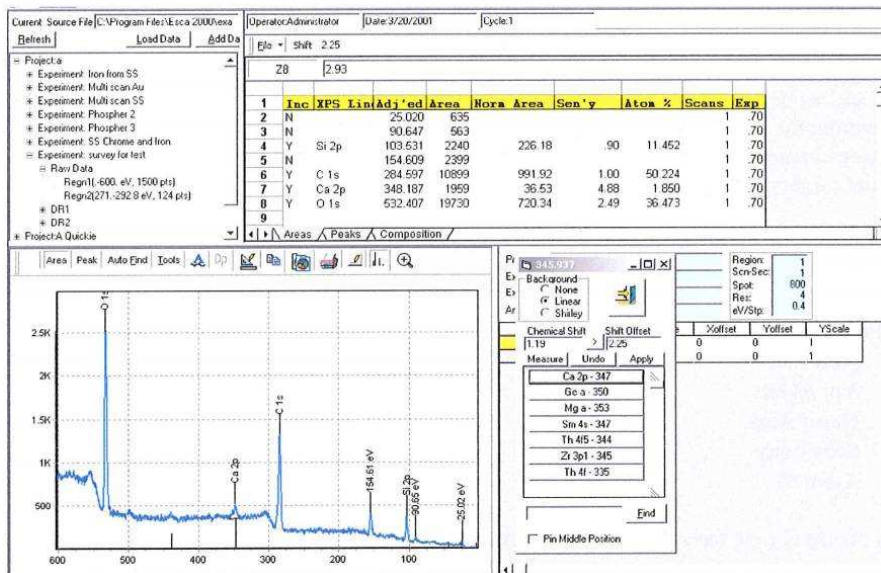 Current Source File C:\Program Files\Esca 2000\exa
Refresh Load Data Add Da
Project:a
Experiment: Iron from SS
Experiment: Multi scan Au
Experiment: Multi scan SS
Experiment: Phospher 2
Experiment: Phospher 3
Experiment: SS Chrome and Iron
Experiment: survey for test
Raw Data
Regn1(.-600. eV, 1500 pts)
Regn2(271.-292.8 eV, 124 pts)
DR1
DR2
Project:A Quickie
Operator:Administrator Date:3/20/2001 Cycle:1
File Shift 2.25
Z8 2.93
1 Inc XPS Lin Adj'ed Area Norm Area Sen'y Atom % Scans Exp
2 N 25.020 635 1 .70
3 N 90.647 563 1 .70
4 Y Si 2p 103.531 2240 226.18 .90 11.452 1 .70
5 N 154.609 2399 1 .70
6 Y C 1s 284.597 10899 991.92 1.00 50.224 1 .70
7 Y Ca 2p 348.187 1959 36.53 4.88 1.850 1 .70
8 Y O 1s 532.407 19730 720.34 2.49 36.473 1 .70
9
Areas Peaks Composition
Area Peak Auto Find Tools A Dp
O 1s
2.5K
2K
1.5K
1K
500
Ca 2p
C 1s
154.61 eV
Si 2p
90.65 eV
25.02 eV
600 500 400 300 200 100
345.937
Background
None
Linear
Shirley
Chemical Shift Shift Offset
1.19 > 2.25
Measure Undo Apply
Ca 2p - 347
Ge a - 350
Mg a - 353
Sm 4s - 347
Th 4f5 - 344
Zr 3p1 - 345
Th 4f - 335
Find
Pin Middle Position
Region: 1
Scn-Sec: 1
Spot: 800
Res: 4
eV/Stp: 0.4
Xoffset Yoffset YScale
0 0 1
0 0 1